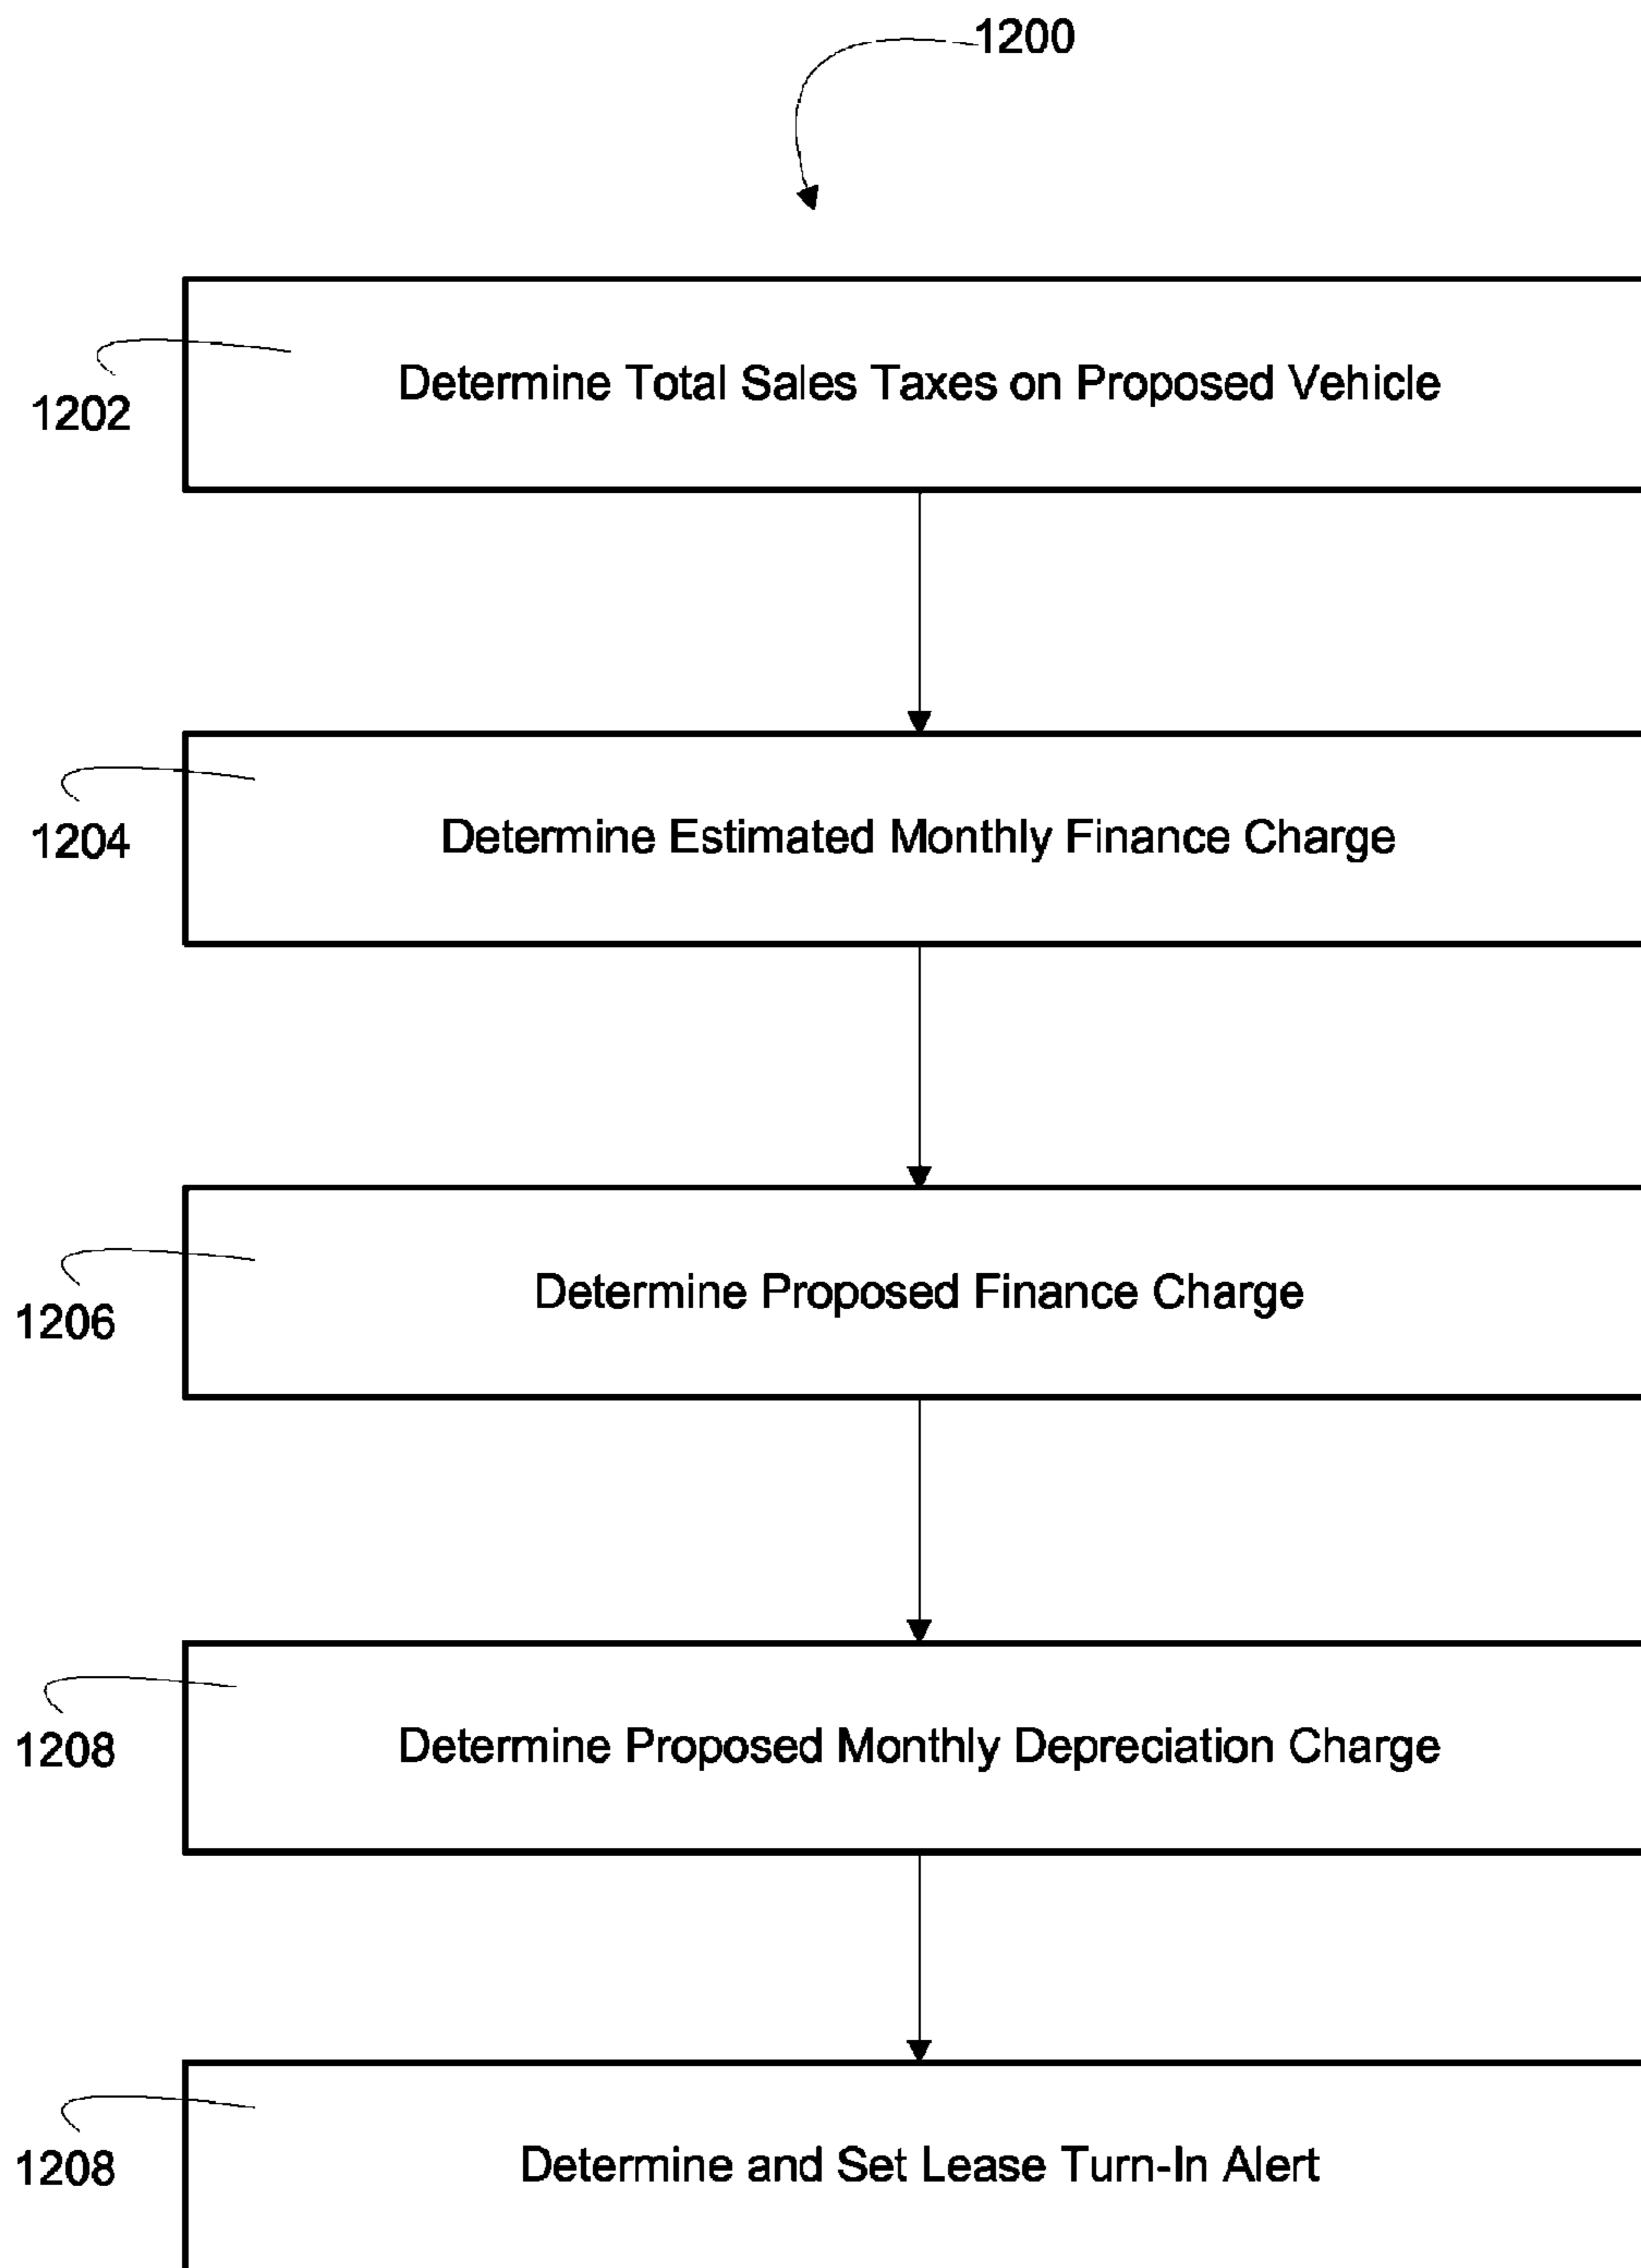 1200
Determine Total Sales Taxes on Proposed Vehicle
1202
Determine Estimated Monthly Finance Charge
1204
Determine Proposed Finance Charge
1206
Determine Proposed Monthly Depreciation Charge
1208
Determine and Set Lease Turn-In Alert
1208